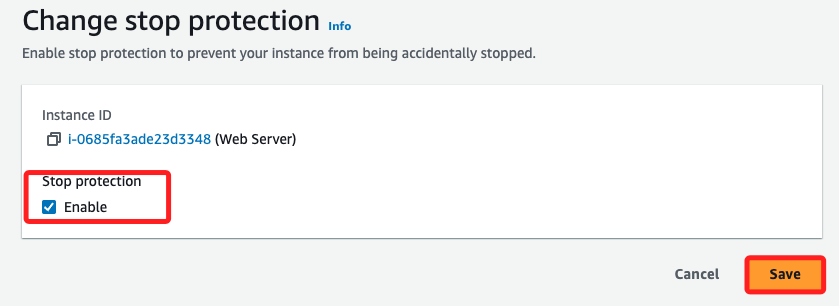 Change stop protection Info
Enable stop protection to prevent your instance from being accidentally stopped.
Instance ID
i-0685fa3ade23d3348 (Web Server)
Stop protection
Enable
Cancel Save